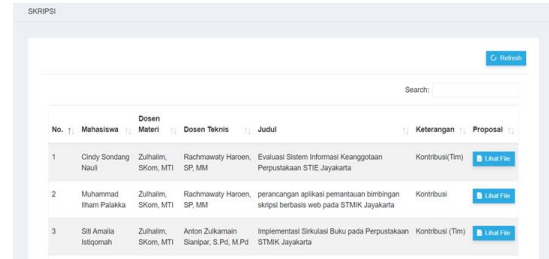 SKRIPSI
Refresh
Search:
No. Mahasiswa Dosen Materi Dosen Teknis Judul Keterangan Proposal
1 Cindy Sondang Nauli Zulhalim, SKom, MTI Rachmawaty Haroen, SP, MM Evaluasi Sistem Informasi Keanggotaan Perpustakaan STIE Jayakarta Kontribusi(Tim) Lihat File
2 Muhammad Ilham Palakka Zulhalim, SKom, MTI Rachmawaty Haroen, SP, MM perancangan aplikasi pemantauan bimbingan skripsi berbasis web pada STMIK Jayakarta Kontribusi Lihat File
3 Siti Amalia Istiqomah Zulhalim, SKom, MTI Anton Zulkarnain Sianipar, S.Pd, M.Pd Implementasi Sirkulasi Buku pada Perpustakaan STMIK Jayakarta Kontribusi (Tim) Lihat File